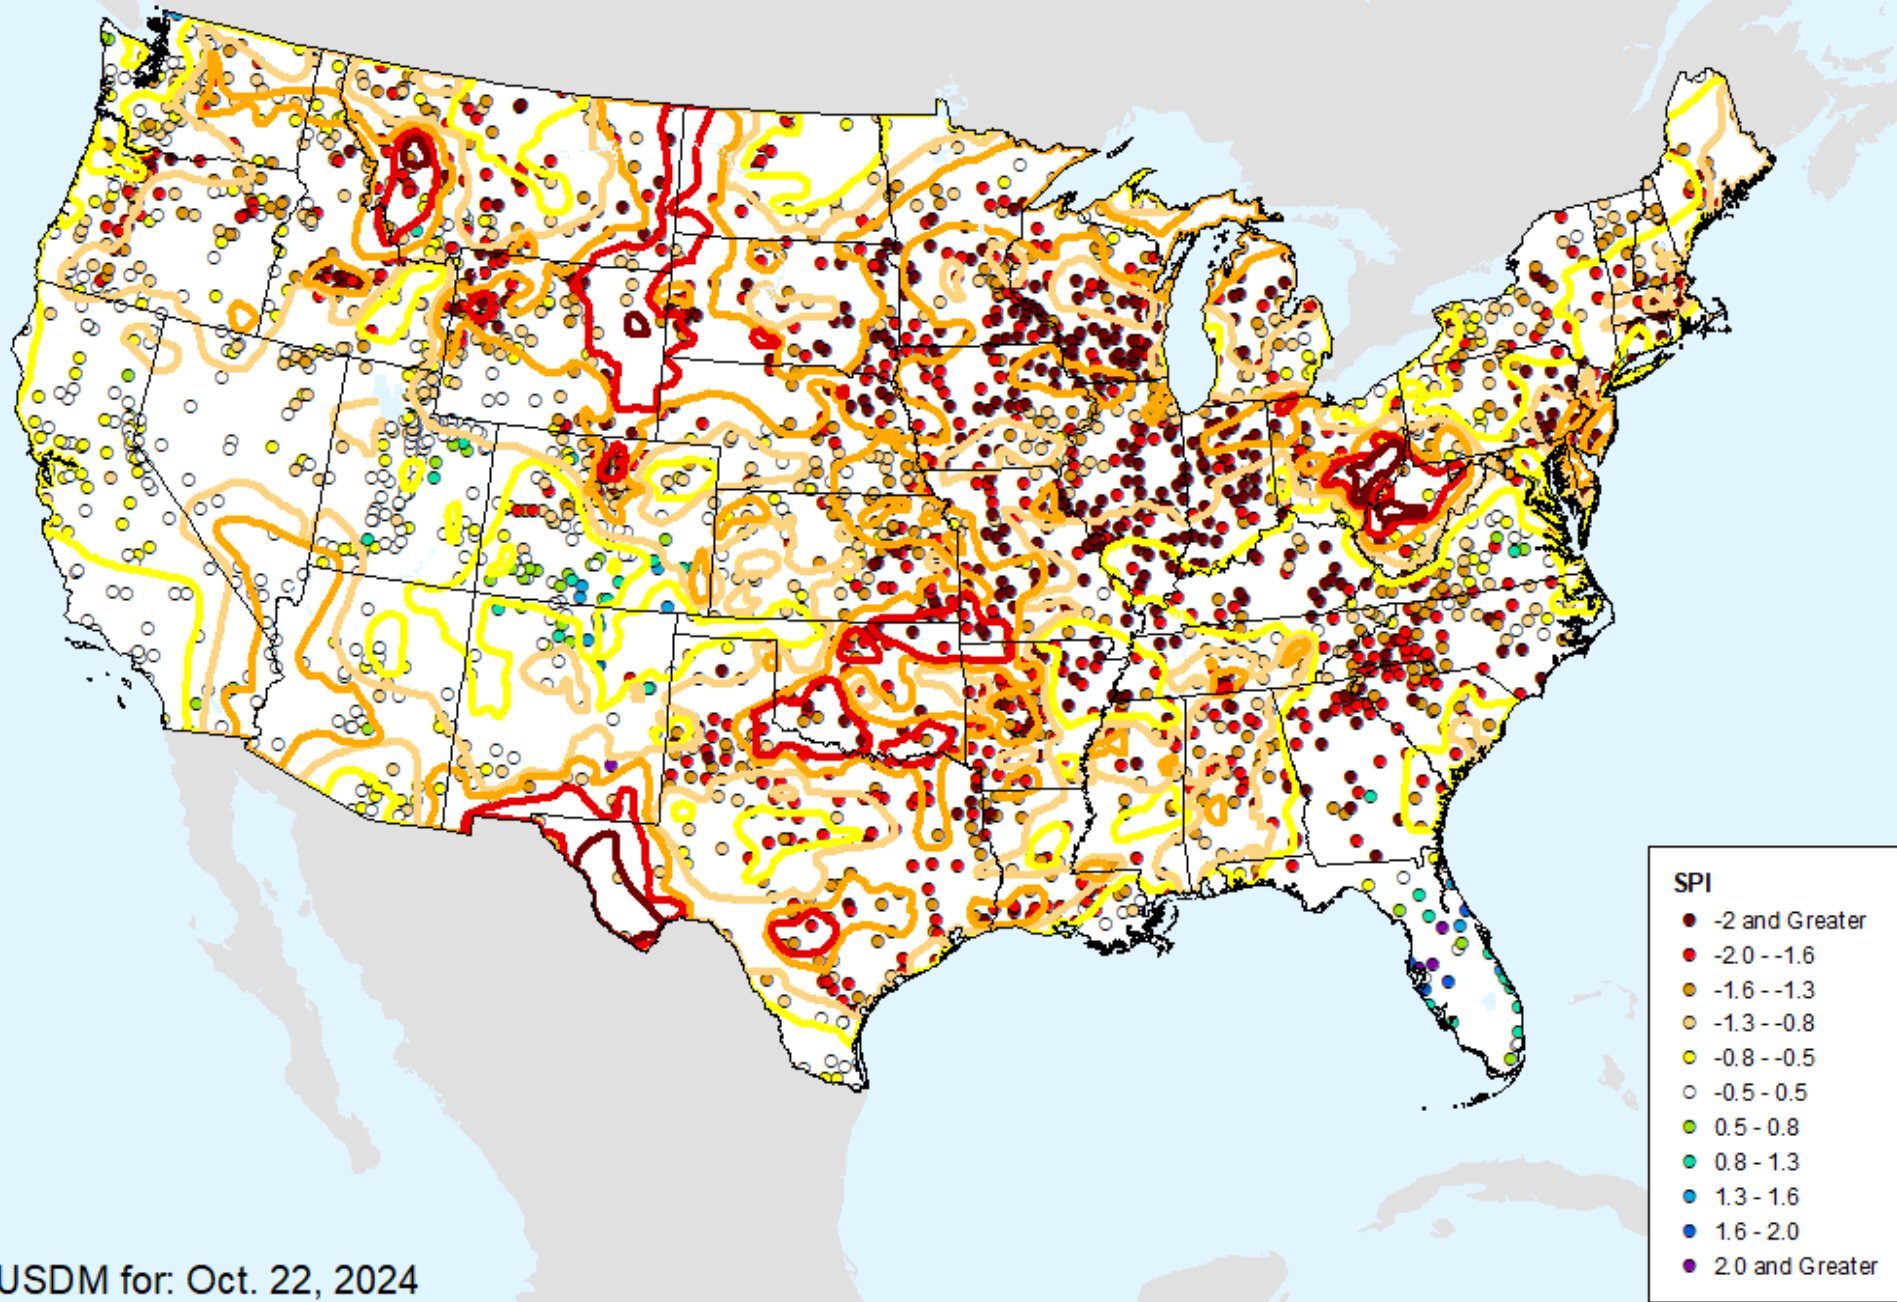 SPI
-2 and Greater
-2.0 - -1.6
-1.6 - -1.3
-1.3 - -0.8
-0.8 - -0.5
-0.5 - 0.5
0.5 - 0.8
0.8 - 1.3
1.3 - 1.6
1.6 - 2.0
2.0 and Greater
USDM for: Oct. 22, 2024